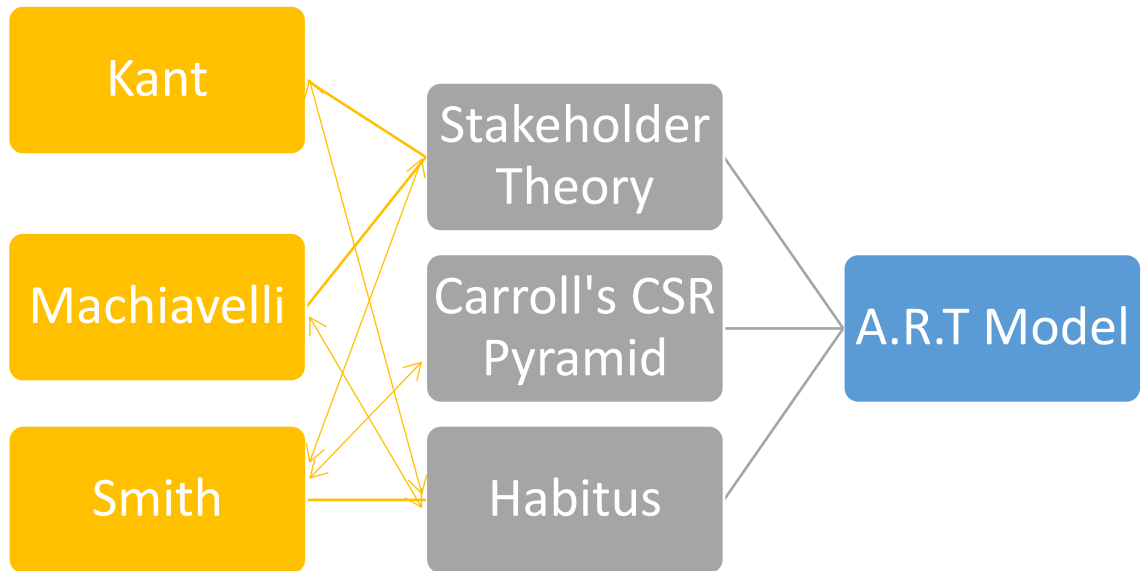 Kant
Machiavelli
Smith
Stakeholder
Theory
Carroll's CSR
Pyramid
Habitus
A.R.T Model